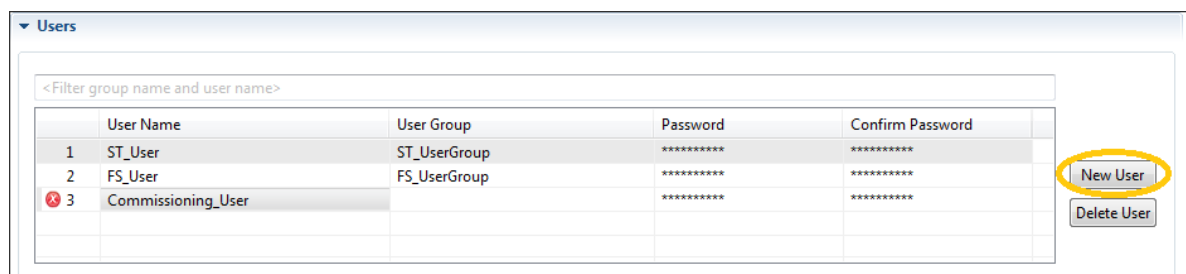 Users
<Filter group name and user name>
User Name User Group Password Confirm Password
1 ST_User ST_UserGroup ********** **********
2 FS_User FS_UserGroup ********** **********
New User
3 Commissioning_User ********** **********
Delete User